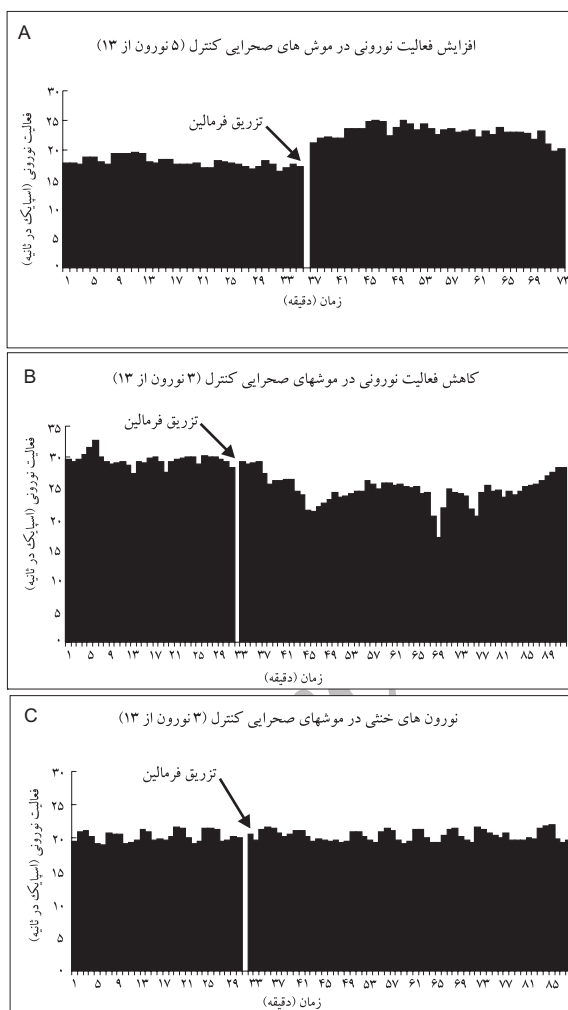 A
افزایش فعالیت نورونی در موش های صحرایی کنترل (۵ نورون از ۱۳)
تزریق فرمالین
فعالیت نورونی (اسپایک در ثانیه)
۳۰
۲۵
۲۰
۱۵
۱۰
۵
۰
۱ ۵ ۹ ۱۳ ۱۷ ۲۱ ۲۵ ۲۹ ۳۳ ۳۷ ۴۱ ۴۵ ۴۹ ۵۳ ۵۷ ۶۱ ۶۵ ۶۹ ۷۳
زمان (دقیقه)
B
کاهش فعالیت نورونی در موشهای صحرایی کنترل (۳ نورون از ۱۳)
تزریق فرمالین
فعالیت نورونی (اسپایک در ثانیه)
۳۵
۳۰
۲۵
۲۰
۱۵
۱۰
۵
۰
۱ ۵ ۹ ۱۳ ۱۷ ۲۱ ۲۵ ۲۹ ۳۳ ۳۷ ۴۱ ۴۵ ۴۹ ۵۳ ۵۷ ۶۱ ۶۵ ۶۹ ۷۳ ۷۷ ۸۱ ۸۵ ۸۹
زمان (دقیقه)
C
نورون های خنثی در موشهای صحرایی کنترل (۳ نورون از ۱۳)
تزریق فرمالین
فعالیت نورونی (اسپایک در ثانیه)
۳۰
۲۵
۲۰
۱۵
۱۰
۵
۰
۱ ۵ ۹ ۱۳ ۱۷ ۲۱ ۲۵ ۲۹ ۳۳ ۳۷ ۴۱ ۴۵ ۴۹ ۵۳ ۵۷ ۶۱ ۶۵ ۶۹ ۷۳ ۷۷ ۸۱ ۸۵
زمان (دقیقه)